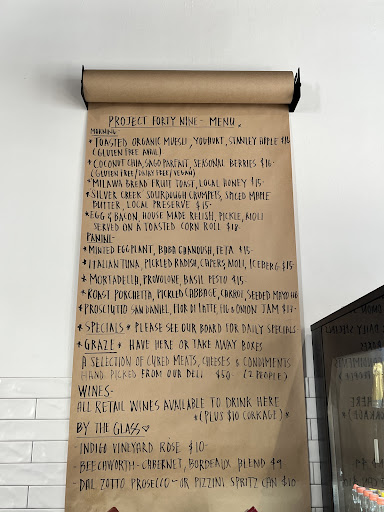 PROJECT FORTY NINE - MENU.
MORNING -
* TOASTED ORGANIC MUESLI, YOUHURT, STANLEY APPLE $16
(GLUTEN FREE AVAIL)
* COCONUT CHIA, SAGO PARFAIT, SEASONAL BERRIES $16-
(GLUTEN FREE/DAIRY FREE/VEGAN)
* MILAWA BREAD FRUIT TOAST, LOCAL HONEY $15-
* SILVER CREEK SOURDOUGH CRUMPETS, SPICED MAPLE
BUTTER, LOCAL PRESERVE $15-
* EGG & BACON, HOUSE MADE RELISH, PICKLE, AIOLI
SERVED ON A TOASTED CORN ROLL $18-
PANINI-
* MINTED EGGPLANT, BABA GHANOUSH, FETA $15-
* ITALIAN TUNA, PICKLED RADISH, CAPERS, AIOLI, ICEBERG $15-
* MORTADELLA, PROVOLONE, BASIL PESTO $15-
* ROAST PORCHETTA, PICKLED CABBAGE, CARROT, SEEDED MAYO $16
* PROSCIUTTO SAN DANIEL, FIOR DI LATTE, FIG & ONION JAM $17-
* SPECIALS * PLEASE SEE OUR BOARD FOR DAILY SPECIALS
* GRAZE * HAVE HERE OR TAKE AWAY BOXES
A SELECTION OF CURED MEATS, CHEESES & CONDIMENTS
HAND PICKED FROM OUR DELI $50- (2 PEOPLE)
WINES-
ALL RETAIL WINES AVAILABLE TO DRINK HERE
* (PLUS $10 CORKAGE) *
BY THE GLASS ♡
- INDIGO VINYARD ROSE $10-
- BEECHWORTH - CABERNET, BORDEAUX BLEND $9
- DAL ZOTTO PROSECCO - OR PIZZINI SPRITZ CAN $10